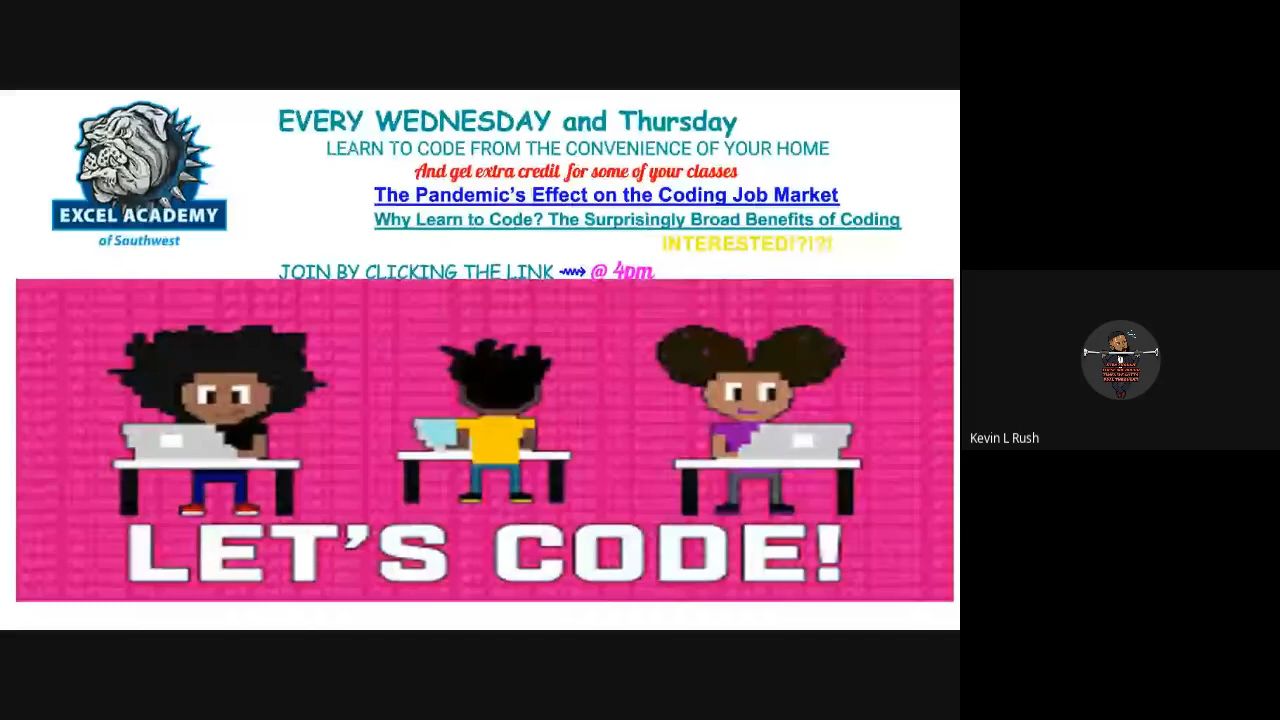 EXCEL ACADEMY
of Southwest
EVERY WEDNESDAY and Thursday
LEARN TO CODE FROM THE CONVENIENCE OF YOUR HOME
And get extra credit for some of your classes
The Pandemic's Effect on the Coding Job Market
Why Learn to Code? The Surprisingly Broad Benefits of Coding
INTERESTED!?!?!
JOIN BY CLICKING THE LINK ⟿ @ 4pm
LET'S CODE!
Kevin L Rush